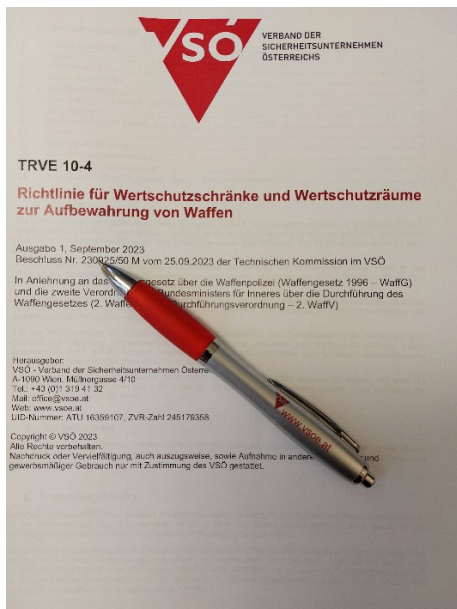 VSÖ
VERBAND DER
SICHERHEITSUNTERNEHMEN
ÖSTERREICHS
TRVE 10-4
Richtlinie für Wertschutzschränke und Wertschutzräume
zur Aufbewahrung von Waffen
Ausgabe 1, September 2023
Beschluss Nr. 230925/50 M vom 25.09.2023 der Technischen Kommission im VSÖ
In Anlehnung an das gesetz über die Waffenpolizei (Waffengesetz 1996 – WaffG)
und die zweite Verordn Bundesministers für Inneres über die Durchführung des
Waffengesetzes (2. Waffe Durchführungsverordnung – 2. WaffV)
Herausgeber:
VSÖ - Verband der Sicherheitsunternehmen Österre
A-1090 Wien, Müllnergasse 4/10
Tel.: +43 (0)1 319 41 32
Mail: office@vsoe.at
Web: www.vsoe.at
UID-Nummer: ATU 16359107, ZVR-Zahl 245179358
www.vsoe.at
Copyright © VSÖ 2023
Alle Rechte vorbehalten.
Nachdruck oder Vervielfältigung, auch auszugsweise, sowie Aufnahme in andere und
gewerbsmäßiger Gebrauch nur mit Zustimmung des VSÖ gestattet.